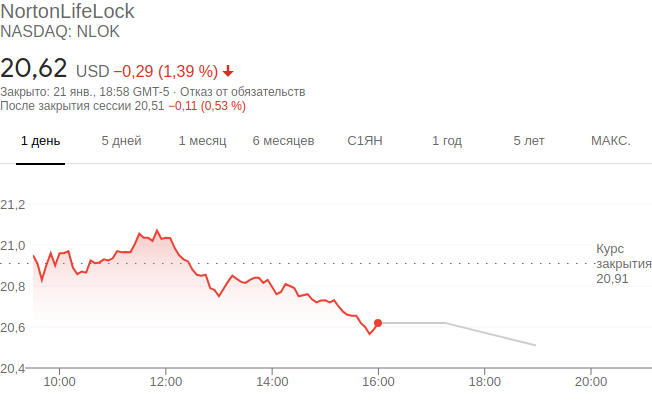 NortonLifeLock
NASDAQ: NLOK
20,62 USD −0,29 (1,39 %)
Закрыто: 21 янв., 18:58 GMT-5 · Отказ от обязательств
После закрытия сессии 20,51 −0,11 (0,53 %)
1 день 5 дней 1 месяц 6 месяцев С1ЯН 1 год 5 лет МАКС.
21,2
21,0
20,8
20,6
20,4
Курс
закрытия
20,91
10:00 12:00 14:00 16:00 18:00 20:00